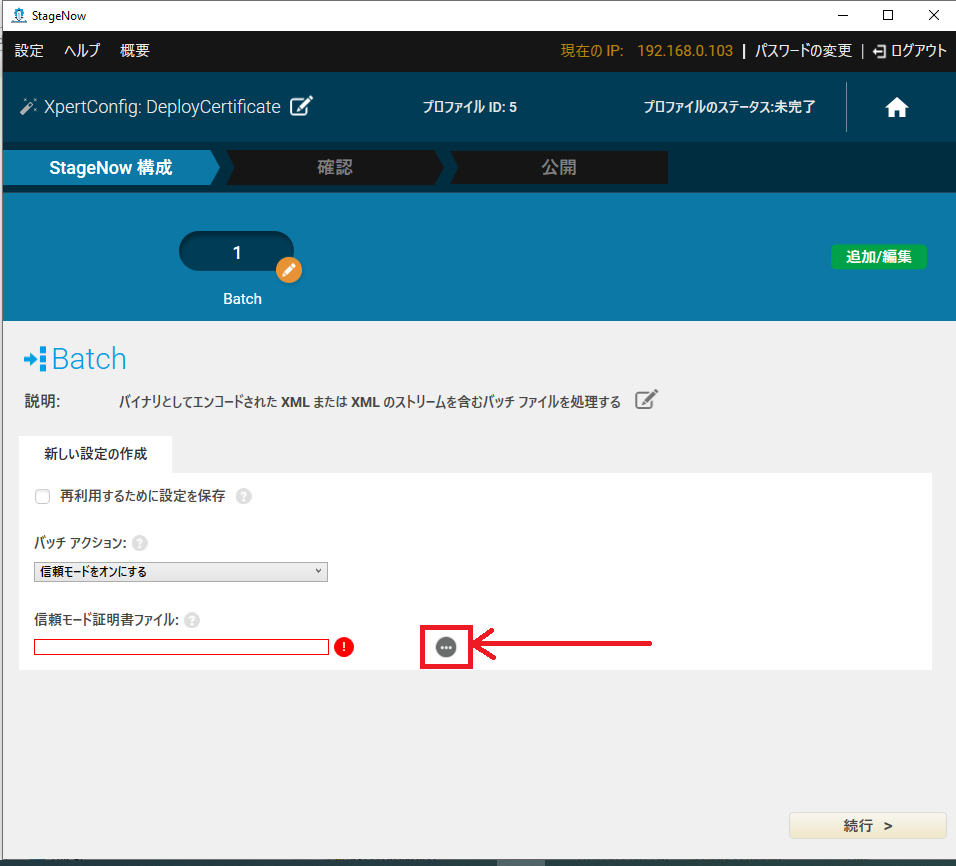 StageNow
設定 ヘルプ 概要 現在の IP: 192.168.0.103 | パスワードの変更 | ログアウト
XpertConfig: DeployCertificate プロファイル ID: 5 プロファイルのステータス:未完了
StageNow 構成 確認 公開
1
追加/編集
Batch
Batch
説明: バイナリとしてエンコードされた XML または XML のストリームを含むバッチ ファイルを処理する
新しい設定の作成
再利用するために設定を保存 ?
バッチ アクション: ?
信頼モードをオンにする
信頼モード証明書ファイル: ?
!
続行 >